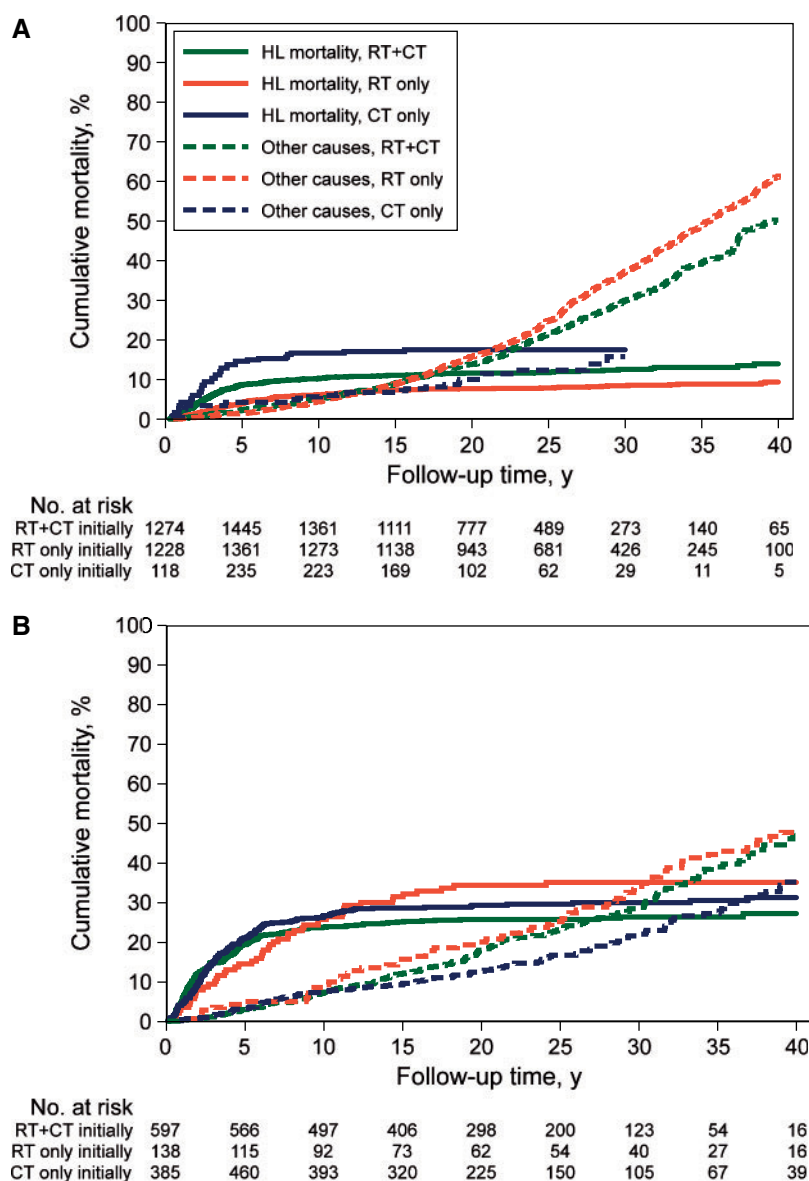 A
100
90
80
70
60
50
40
30
20
10
0
Cumulative mortality, %
HL mortality, RT+CT
HL mortality, RT only
HL mortality, CT only
Other causes, RT+CT
Other causes, RT only
Other causes, CT only
0 5 10 15 20 25 30 35 40
Follow-up time, y
No. at risk
RT+CT initially 1274 1445 1361 1111 777 489 273 140 65
RT only initially 1228 1361 1273 1138 943 681 426 245 100
CT only initially 118 235 223 169 102 62 29 11 5
B
100
90
80
70
60
50
40
30
20
10
0
Cumulative mortality, %
0 5 10 15 20 25 30 35 40
Follow-up time, y
No. at risk
RT+CT initially 597 566 497 406 298 200 123 54 16
RT only initially 138 115 92 73 62 54 40 27 16
CT only initially 385 460 393 320 225 150 105 67 39